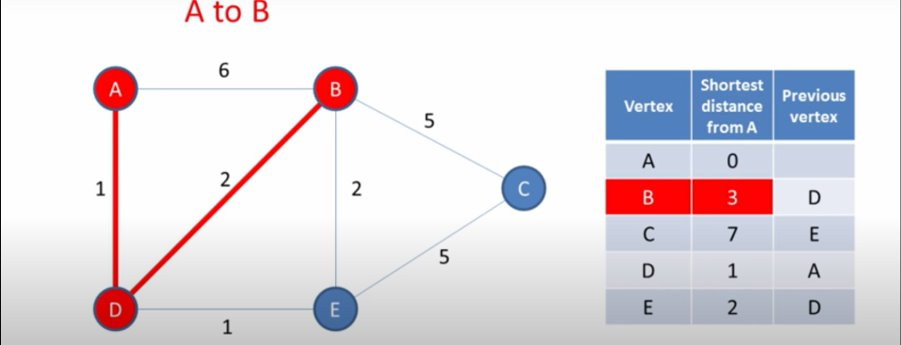 A to B
A
6
B
5
1
2
2
C
5
D
E
1
Vertex Shortest distance from A Previous vertex
A 0
B 3 D
C 7 E
D 1 A
E 2 D